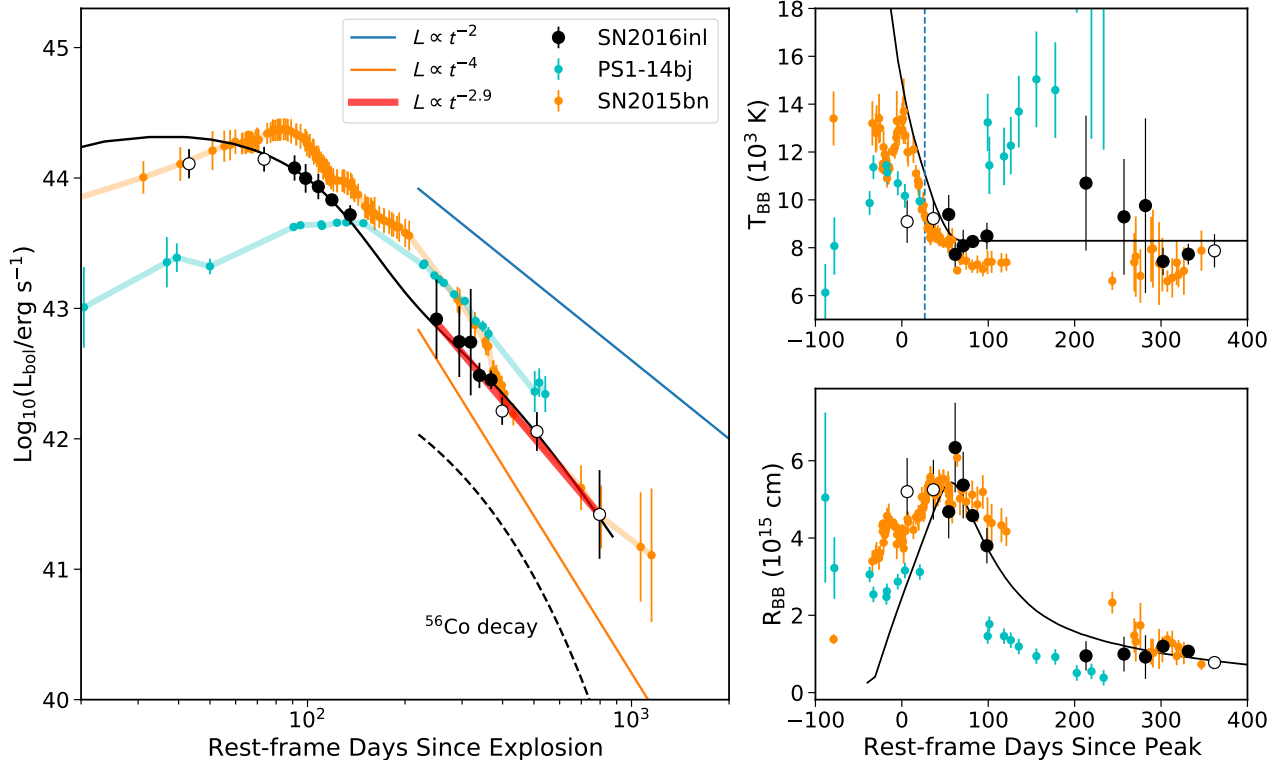 45
44
43
42
41
40
Log₁₀(L_bol/erg s⁻¹)
L ∝ t⁻²
L ∝ t⁻⁴
L ∝ t⁻²·⁹
SN2016inl
PS1-14bj
SN2015bn
⁵⁶Co decay
10²
10³
Rest-frame Days Since Explosion
18
16
14
12
10
8
6
T_BB (10³ K)
−100
0
100
200
300
400
6
4
2
0
R_BB (10¹⁵ cm)
−100
0
100
200
300
400
Rest-frame Days Since Peak